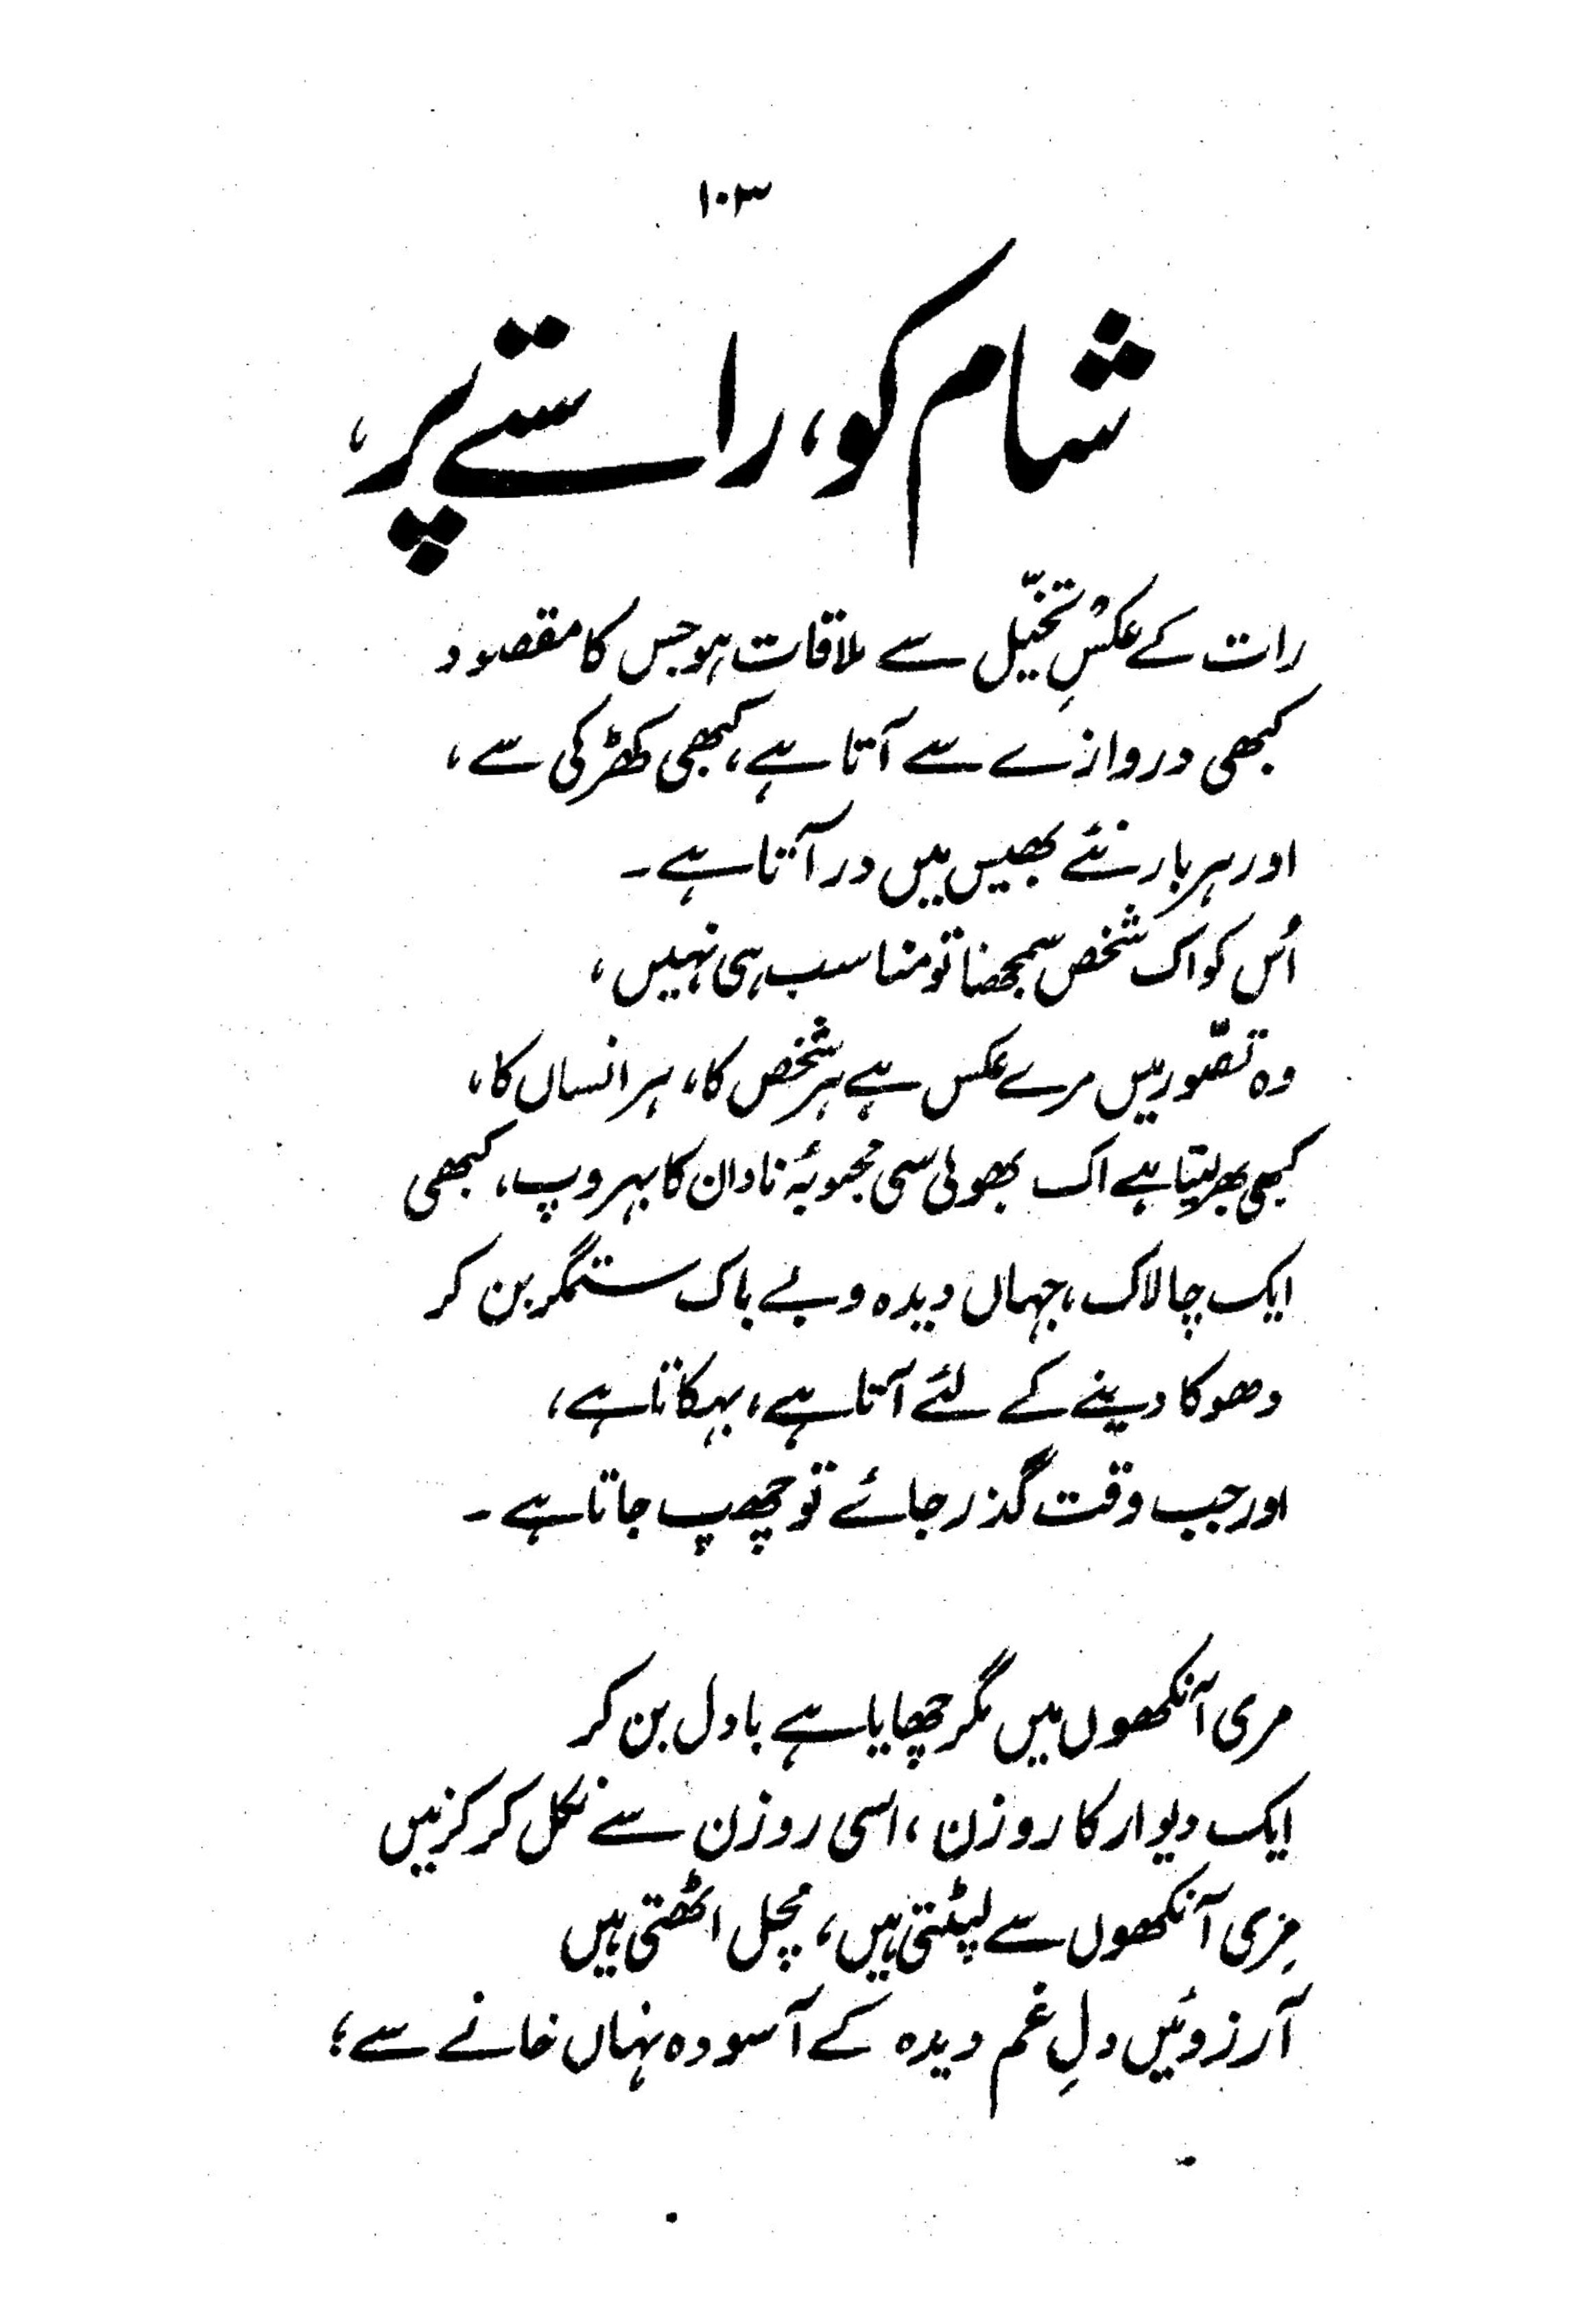 ۱۰۳
شام کو، راستے پر،
رات کے عکسِ تخیّل سے ملاقات ہو جس کا مقصود
کبھی دروازے سے آتا ہے، کبھی کھڑکی سے،
اور ہر بار نئے بھیس میں در آتا ہے۔
اُس کو اک شخص سمجھنا تو مناسب ہی نہیں،
وہ تصّور میں مرے عکس ہے ہر شخص کا، ہر انساں کا،
کبھی بھر لیتا ہے اک بھولی سی محبوبۂ نادان کا بہروپ، کبھی
ایک چالاک، جہاں دیدہ و بے باک ستمگر بن کر
دھوکا دینے کے لئے آتا ہے، بہکاتا ہے،
اور جب وقت گذر جائے تو چھپ جاتا ہے۔
مری آنکھوں میں مگر چھایا ہے بادل بن کر
ایک دیوار کا روزن، اسی روزن سے نکل کر کرنیں
مِری آنکھوں سے لپٹتی ہیں، مچل اٹھتی ہیں
آرزوئیں دلِ غم دیدہ کے آسودہ نہاں خانے سے؛